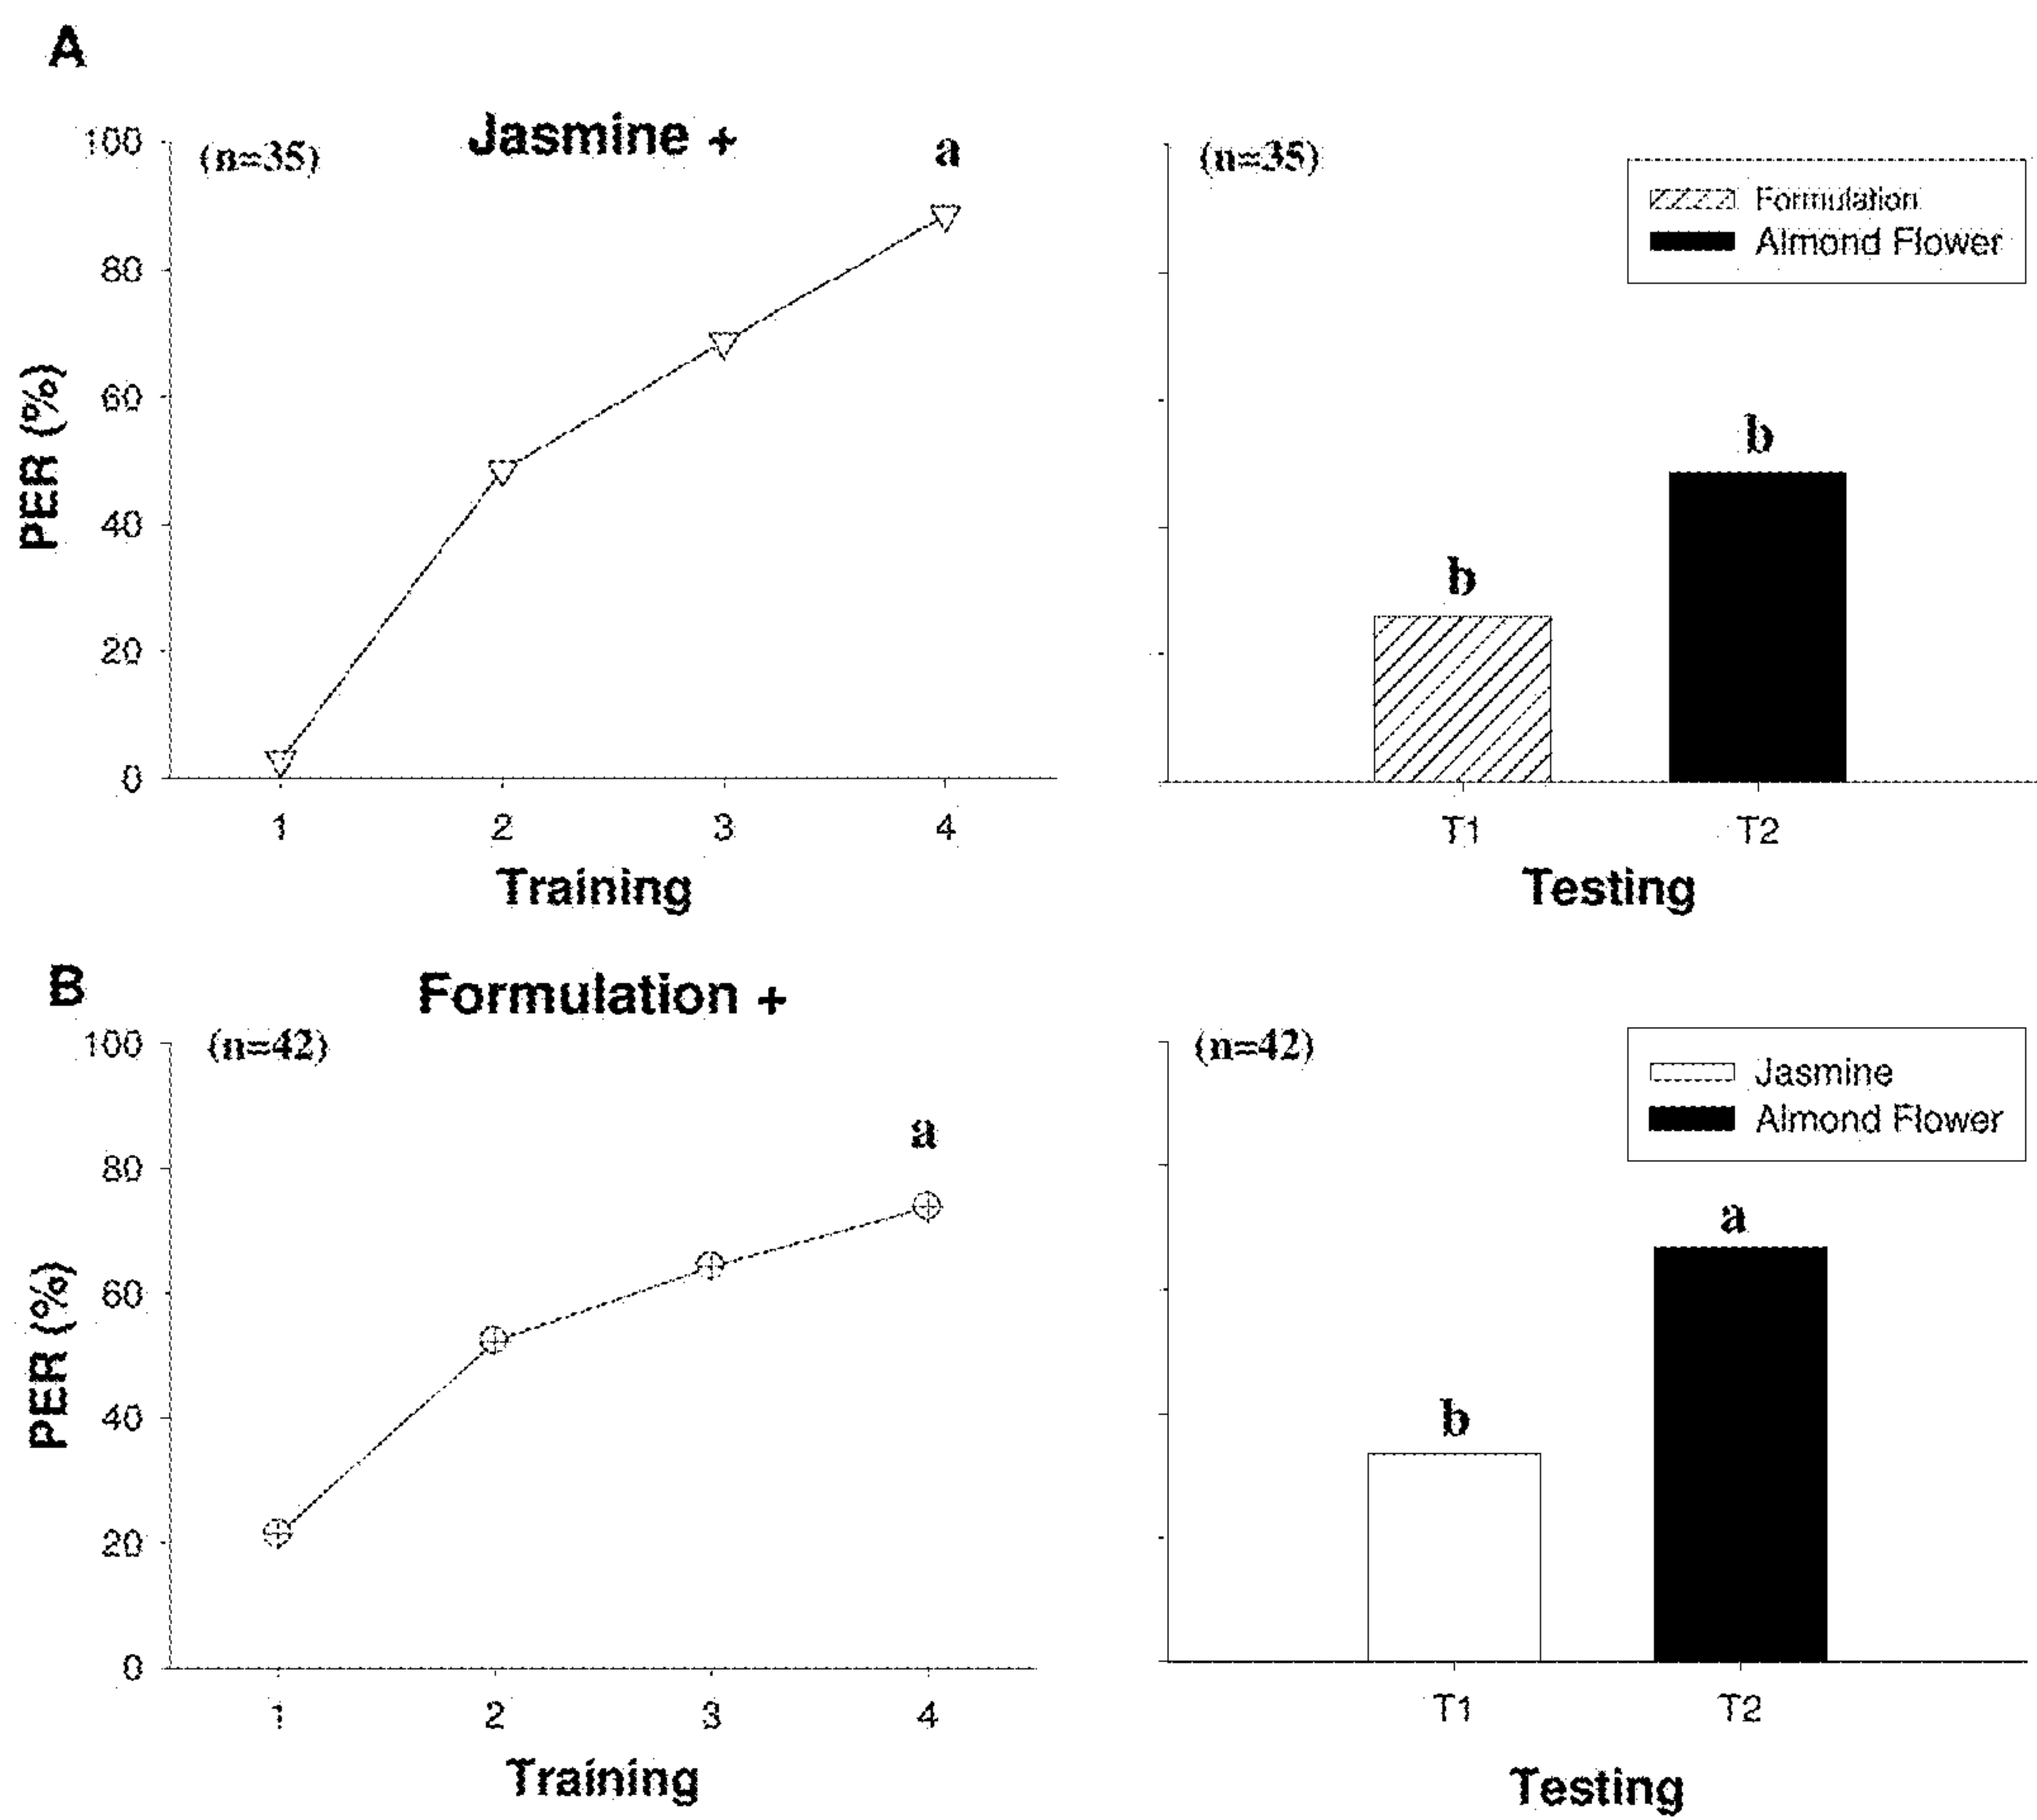 A
Jasmine +
(n=35)
a
100
80
60
40
20
0
PER (%)
1 2 3 4
Training
(n=35)
Formulation
Almond Flower
b
b
T1 T2
Testing
B
Formulation +
(n=42)
a
100
80
60
40
20
0
PER (%)
1 2 3 4
Training
(n=42)
Jasmine
Almond Flower
b
a
T1 T2
Testing